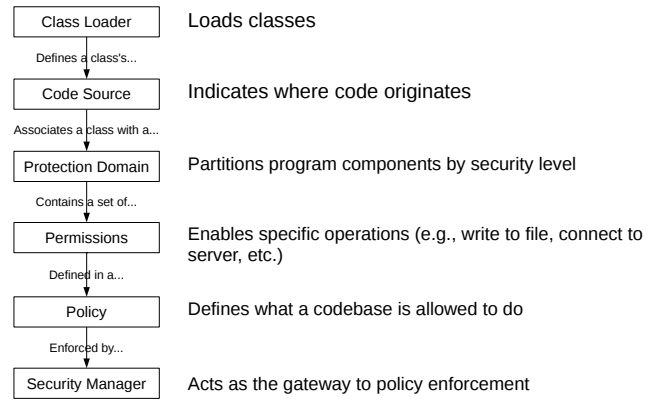 Class Loader
Loads classes
Defines a class's...
Code Source
Indicates where code originates
Associates a class with a...
Protection Domain
Partitions program components by security level
Contains a set of...
Permissions
Enables specific operations (e.g., write to file, connect to
server, etc.)
Defined in a...
Policy
Defines what a codebase is allowed to do
Enforced by...
Security Manager
Acts as the gateway to policy enforcement